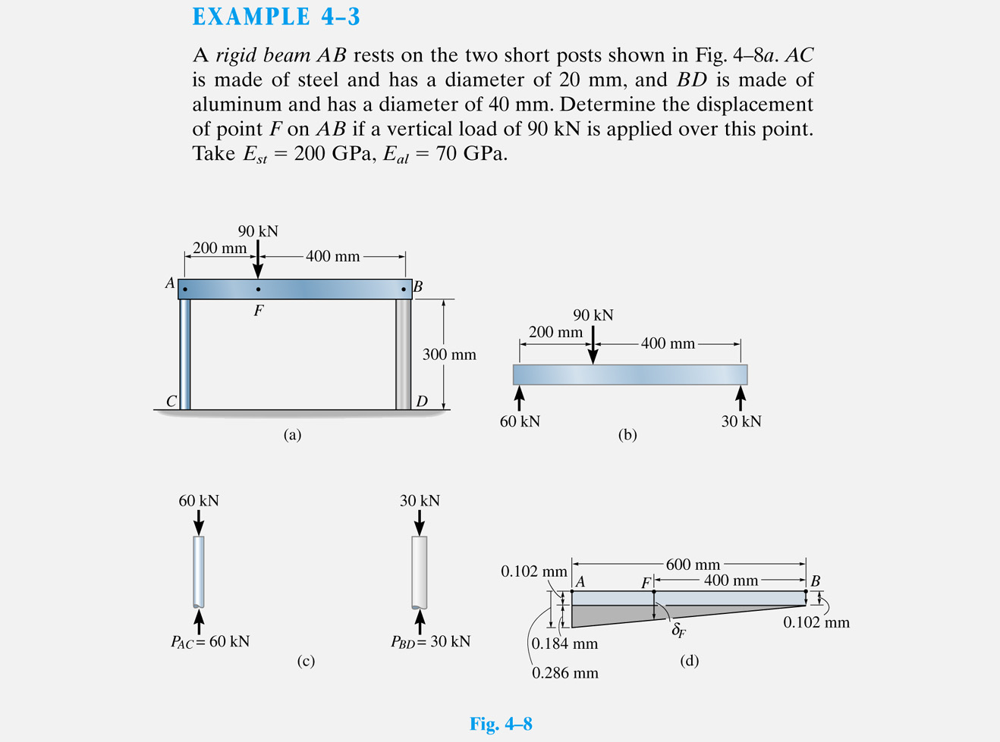 EXAMPLE 4–3
A rigid beam AB rests on the two short posts shown in Fig. 4–8a. AC
is made of steel and has a diameter of 20 mm, and BD is made of
aluminum and has a diameter of 40 mm. Determine the displacement
of point F on AB if a vertical load of 90 kN is applied over this point.
Take Est = 200 GPa, Eal = 70 GPa.
90 kN
200 mm
400 mm
A
B
F
300 mm
C
D
(a)
90 kN
200 mm
400 mm
60 kN
30 kN
(b)
60 kN
30 kN
PAC = 60 kN
PBD = 30 kN
(c)
600 mm
0.102 mm
A
F
400 mm
B
0.102 mm
δF
0.184 mm
0.286 mm
(d)
Fig. 4–8